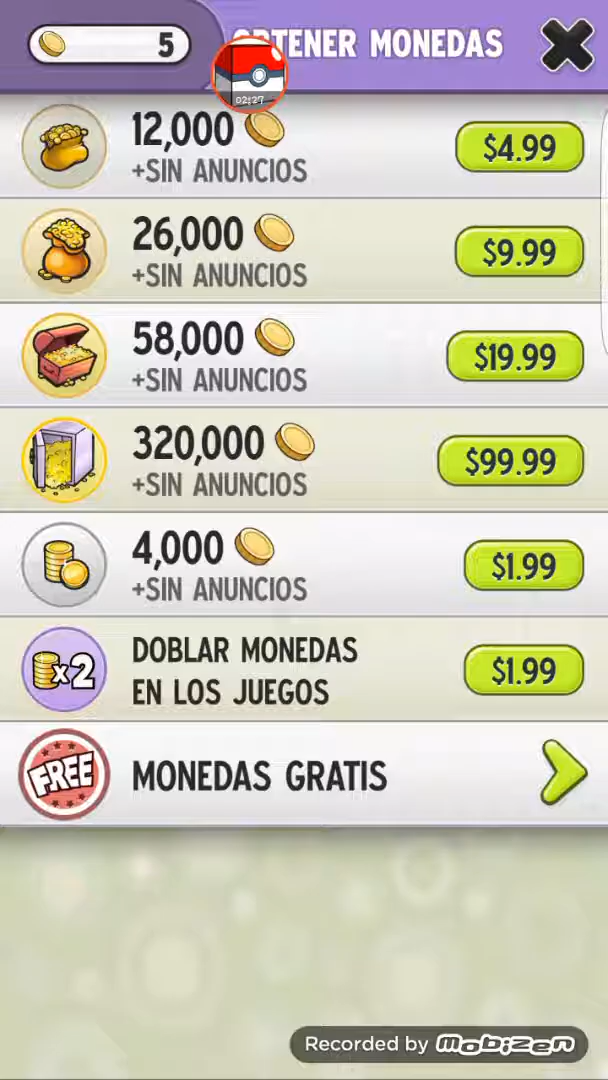 5
OBTENER MONEDAS
02:27
12,000
+SIN ANUNCIOS
$4.99
26,000
+SIN ANUNCIOS
$9.99
58,000
+SIN ANUNCIOS
$19.99
320,000
+SIN ANUNCIOS
$99.99
4,000
+SIN ANUNCIOS
$1.99
x2
DOBLAR MONEDAS
EN LOS JUEGOS
$1.99
FREE
MONEDAS GRATIS
Recorded by mobizen